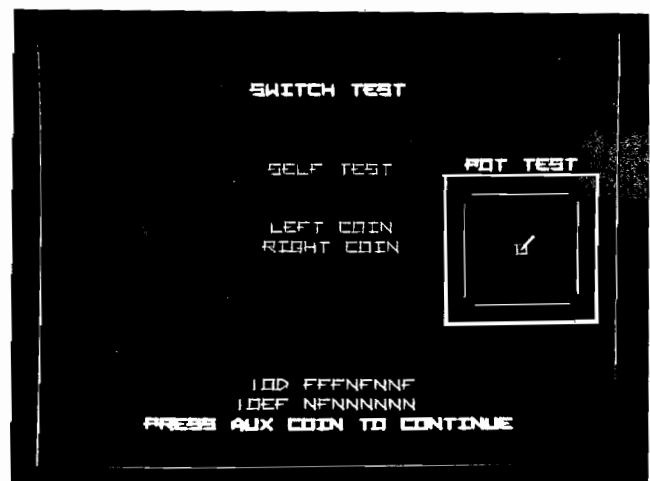 SWITCH TEST
SELF TEST
POT TEST
LEFT COIN
RIGHT COIN
10D FFFNFNNF
10EF NFNNNNNN
PRESS AUX COIN TO CONTINUE